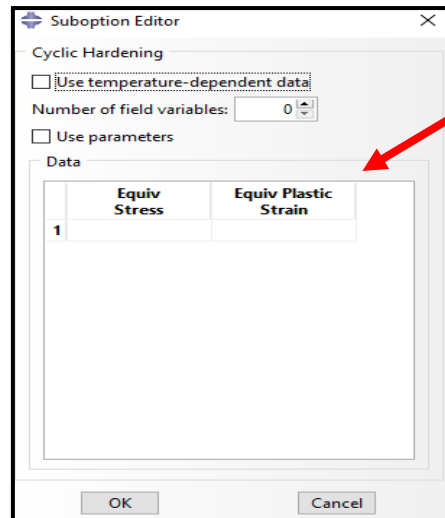 Suboption Editor
Cyclic Hardening
Use temperature-dependent data
Number of field variables: 0
Use parameters
Data
Equiv Stress Equiv Plastic Strain
1
OK Cancel